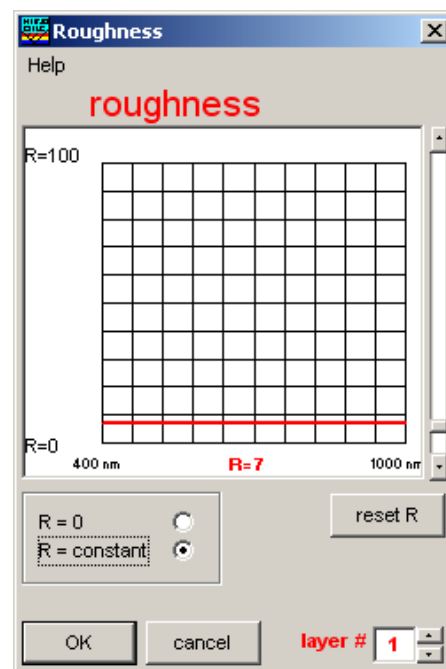 Roughness
Help
roughness
R=100
R=0
400 nm R=7 1000 nm
R = 0
R = constant
reset R
OK cancel layer # 1